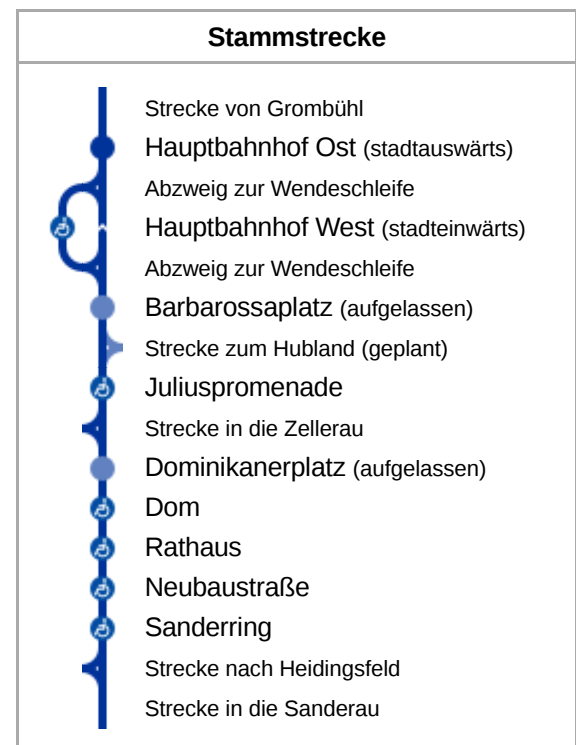 Stammstrecke
Strecke von Grombühl
Hauptbahnhof Ost (stadtauswärts)
Abzweig zur Wendeschleife
Hauptbahnhof West (stadteinwärts)
Abzweig zur Wendeschleife
Barbarossaplatz (aufgelassen)
Strecke zum Hubland (geplant)
Juliuspromenade
Strecke in die Zellerau
Dominikanerplatz (aufgelassen)
Dom
Rathaus
Neubaustraße
Sanderring
Strecke nach Heidingsfeld
Strecke in die Sanderau